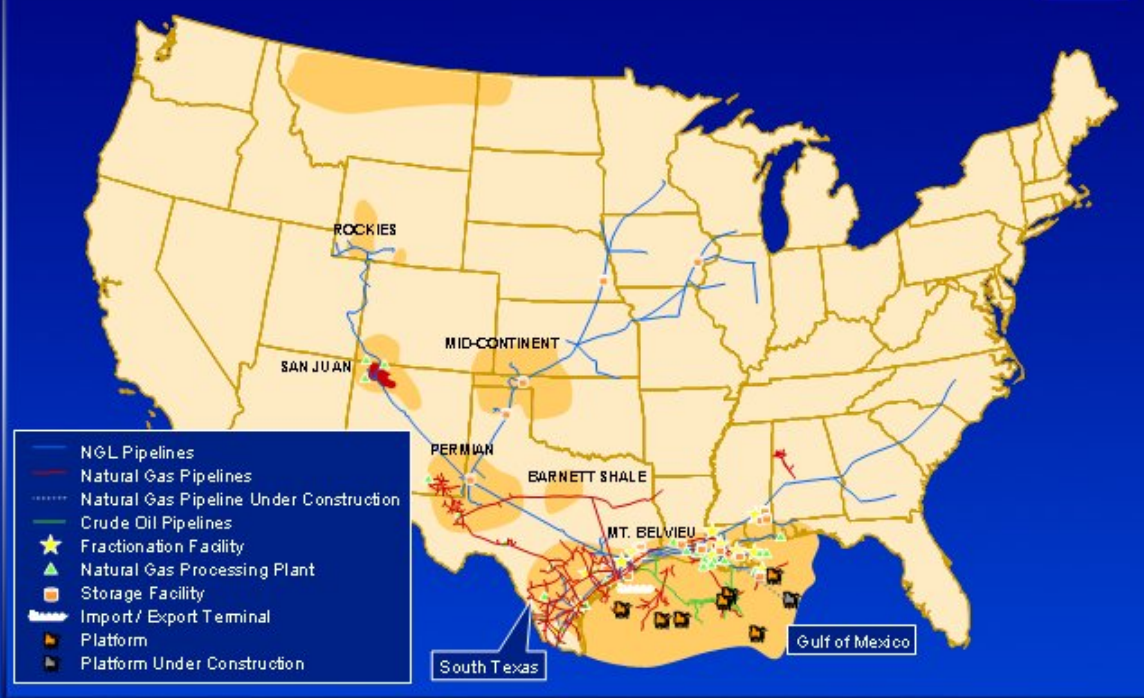 ROCKIES
MID-CONTINENT
SAN JUAN
PERMIAN
BARNETT SHALE
MT. BELVIEU
NGL Pipelines
Natural Gas Pipelines
Natural Gas Pipeline Under Construction
Crude Oil Pipelines
Fractionation Facility
Natural Gas Processing Plant
Storage Facility
Import / Export Terminal
Platform
Platform Under Construction
Gulf of Mexico
South Texas